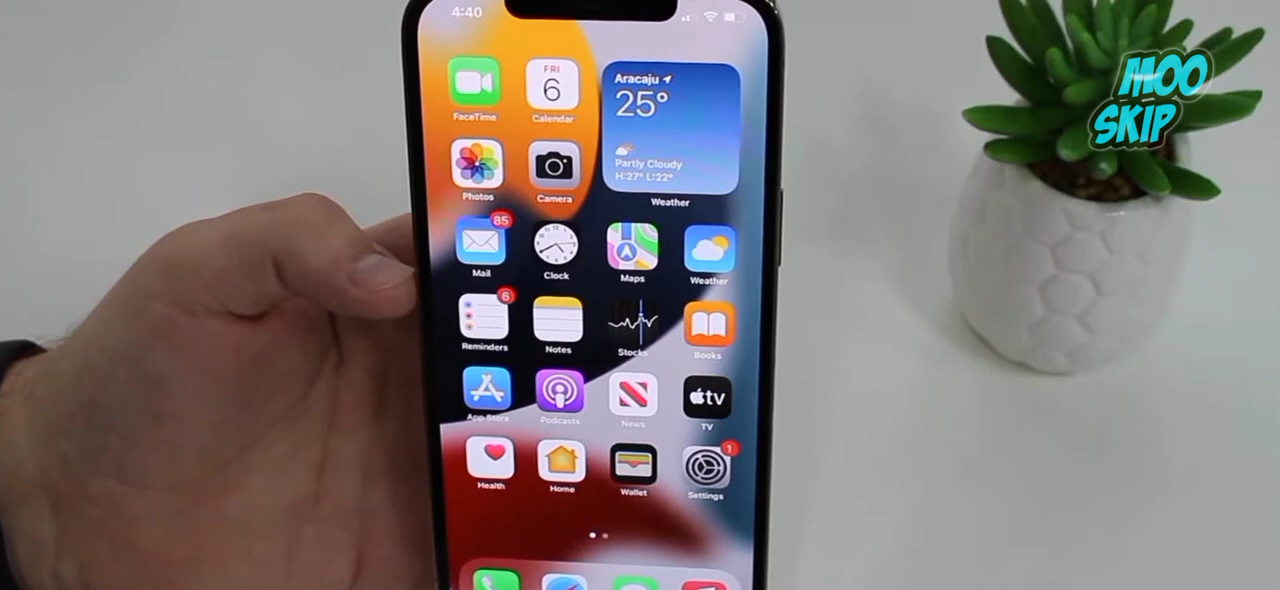 4:40
FRI
6
Aracaju
25°
Partly Cloudy
H:27° L:22°
FaceTime
Calendar
Photos
Camera
Weather
85
Mail
Clock
Maps
Weather
6
Reminders
Notes
Stocks
Books
App Store
Podcasts
News
tv
TV
1
Health
Home
Wallet
Settings
MOO
SKIP